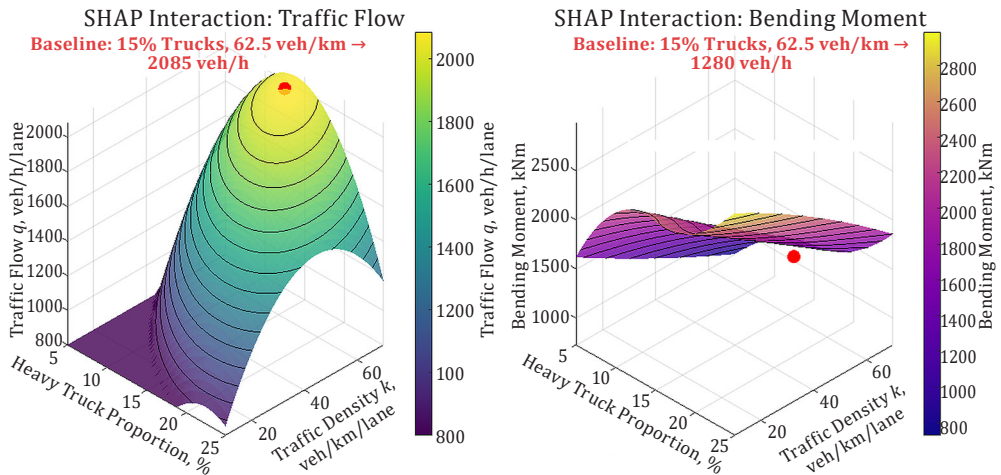 SHAP Interaction: Traffic Flow
Baseline: 15% Trucks, 62.5 veh/km →
2085 veh/h
Traffic Flow q, veh/h/lane
2000
1800
1600
1400
1200
1000
800
5
10
15
20
25
Heavy Truck Proportion, %
20
40
60
Traffic Density k,
veh/km/lane
2000
1800
1600
1400
1200
100
800
Traffic Flow q, veh/h/lane
SHAP Interaction: Bending Moment
Baseline: 15% Trucks, 62.5 veh/km →
1280 veh/h
Bending Moment, kNm
2500
2000
1500
1000
5
10
15
20
25
Heavy Truck Proportion, %
20
40
60
Traffic Density k,
veh/km/lane
2800
2600
2400
2200
2000
1800
1600
1400
1200
1000
800
Bending Moment, kNm